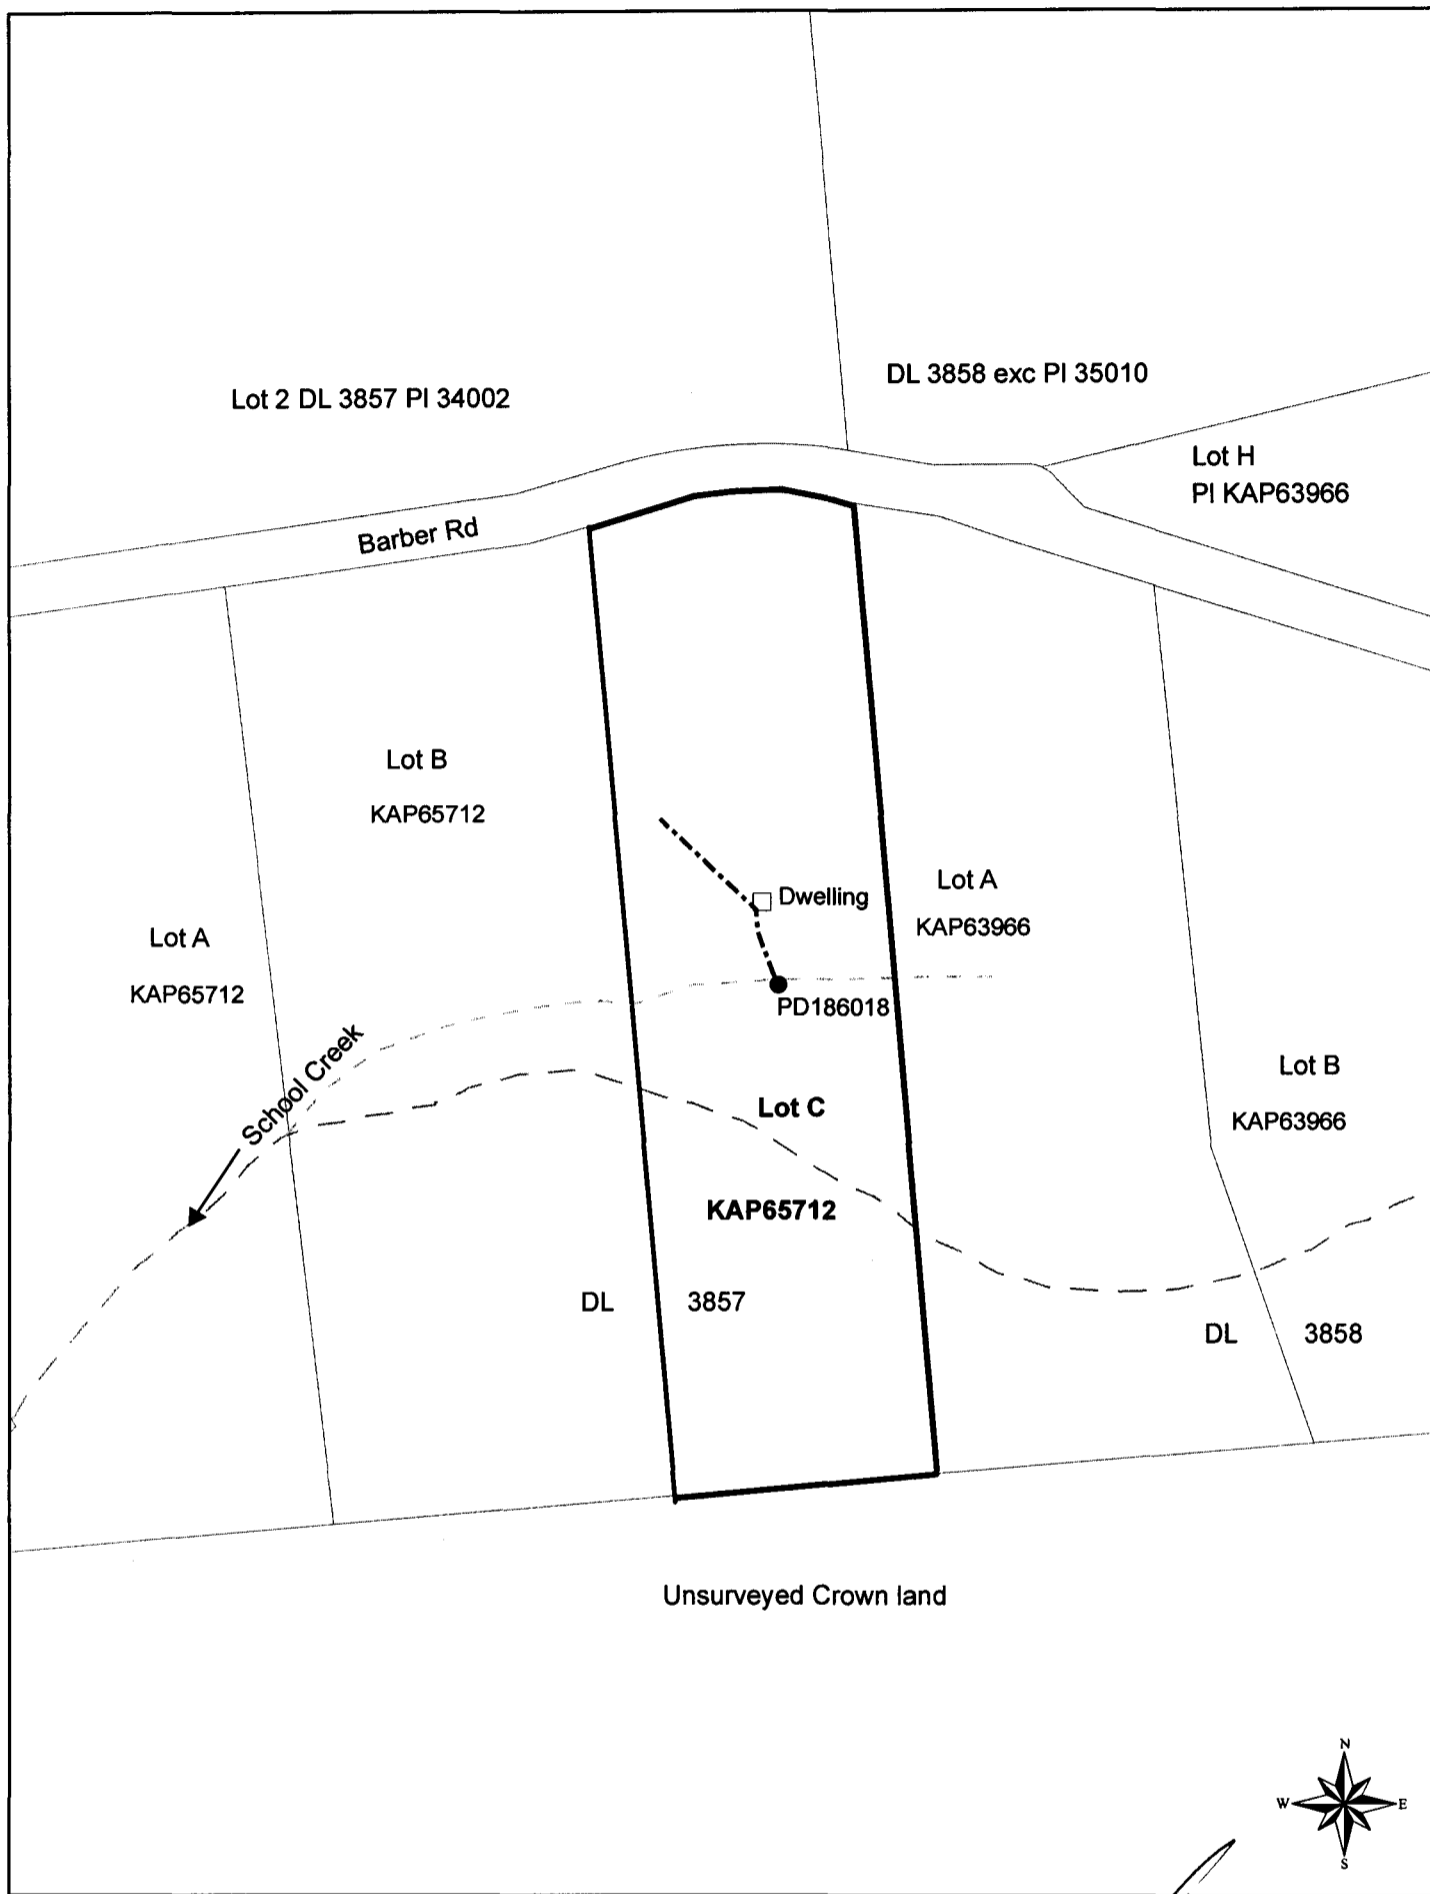 DL 3858 exc Pl 35010
Lot 2 DL 3857 Pl 34002
Lot H
Pl KAP63966
Barber Rd
Lot B
KAP65712
Dwelling
Lot A
KAP63966
Lot A
KAP65712
PD186018
School Creek
Lot B
KAP63966
Lot C
KAP65712
DL 3857
DL 3858
Unsurveyed Crown land
N
W E
S